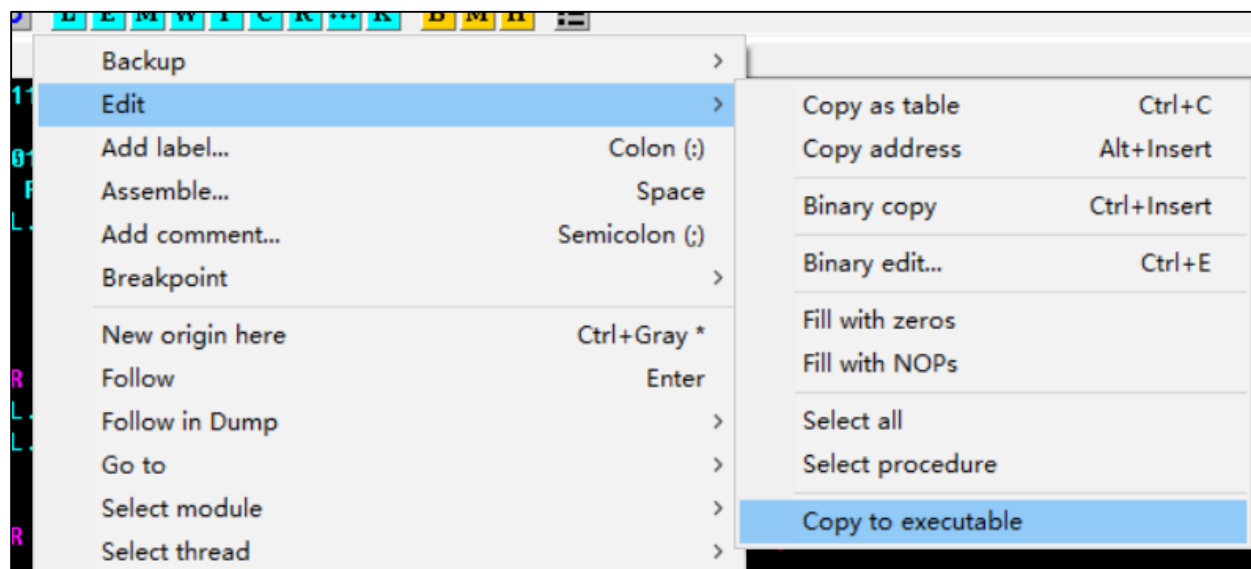 L E M W T C R ... K B M H
Backup
Edit
Add label... Colon (:)
Assemble... Space
Add comment... Semicolon (;)
Breakpoint
New origin here Ctrl+Gray *
Follow Enter
Follow in Dump
Go to
Select module
Select thread
Copy as table Ctrl+C
Copy address Alt+Insert
Binary copy Ctrl+Insert
Binary edit... Ctrl+E
Fill with zeros
Fill with NOPs
Select all
Select procedure
Copy to executable